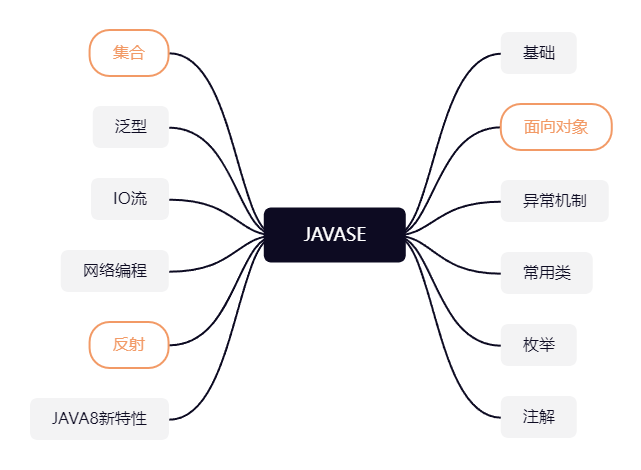 JAVASE
基础
面向对象
异常机制
常用类
枚举
注解
集合
泛型
IO流
网络编程
反射
JAVA8新特性